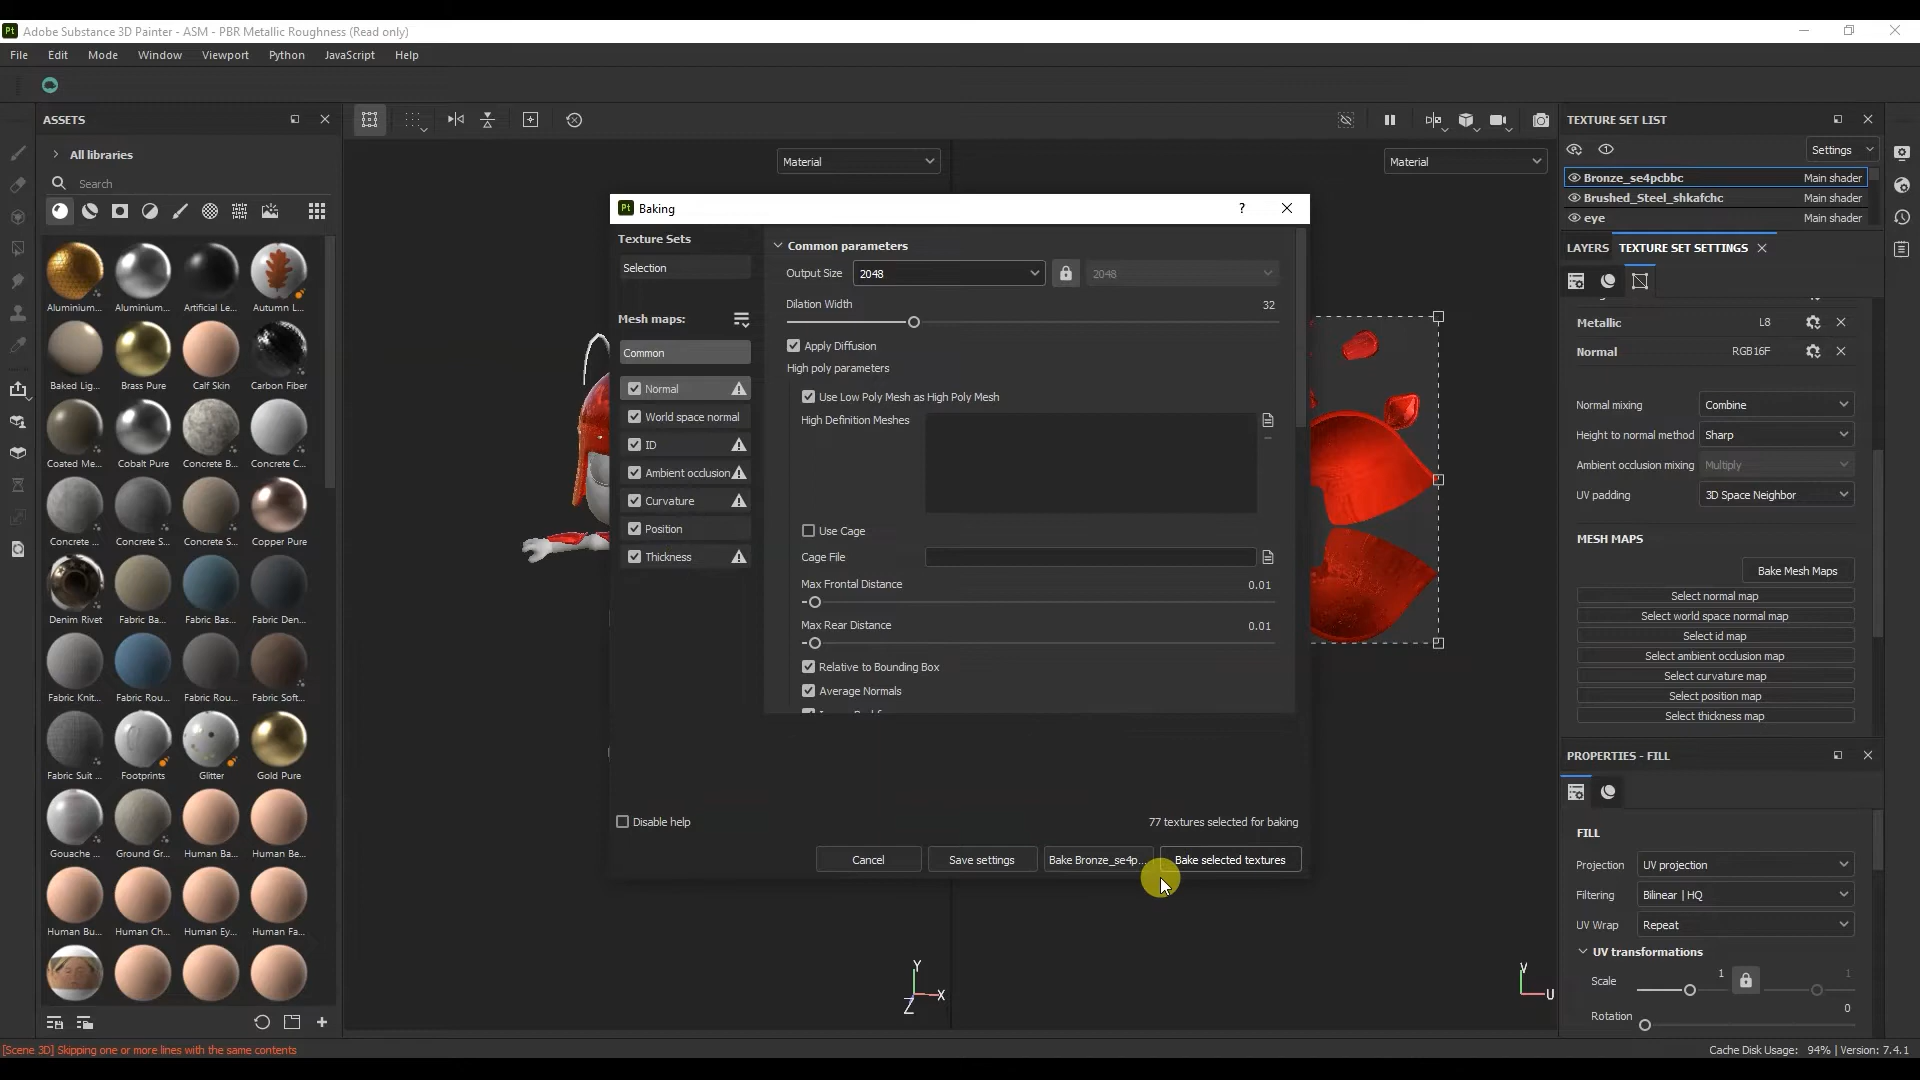 Pt Adobe Substance 3D Painter - ASM - PBR Metallic Roughness (Read only)
File Edit Mode Window Viewport Python JavaScript Help
ASSETS
All libraries
Search
Aluminium... Aluminium... Artificial Le... Autumn L...
Baked Lig... Brass Pure Calf Skin Carbon Fiber
Coated Me... Cobalt Pure Concrete B... Concrete C...
Concrete ... Concrete S... Concrete S... Copper Pure
Denim Rivet Fabric Ba... Fabric Bas... Fabric Den...
Fabric Knit... Fabric Rou... Fabric Rou... Fabric Soft...
Fabric Suit ... Footprints Glitter Gold Pure
Gouache ... Ground Gr... Human Ba... Human Be...
Human Bu... Human Ch... Human Ey... Human Fa...
Material
Material
Pt Baking ?
Texture Sets
Selection
Mesh maps:
Common
Normal
World space normal
ID
Ambient occlusion
Curvature
Position
Thickness
Common parameters
Output Size 2048 2048
Dilation Width 32
Apply Diffusion
High poly parameters
Use Low Poly Mesh as High Poly Mesh
High Definition Meshes
Use Cage
Cage File
Max Frontal Distance 0.01
Max Rear Distance 0.01
Relative to Bounding Box
Average Normals
Disable help 77 textures selected for baking
Cancel Save settings Bake Bronze_se4p... Bake selected textures
Y
X
Z
V
U
TEXTURE SET LIST
Settings
Bronze_se4pcbbc Main shader
Brushed_Steel_shkafchc Main shader
eye Main shader
LAYERS TEXTURE SET SETTINGS
Metallic L8
Normal RGB16F
Normal mixing Combine
Height to normal method Sharp
Ambient occlusion mixing Multiply
UV padding 3D Space Neighbor
MESH MAPS
Bake Mesh Maps
Select normal map
Select world space normal map
Select id map
Select ambient occlusion map
Select curvature map
Select position map
Select thickness map
PROPERTIES - FILL
FILL
Projection UV projection
Filtering Bilinear | HQ
UV Wrap Repeat
UV transformations
Scale 1 1
Rotation 0
[Scene 3D] Skipping one or more lines with the same contents
Cache Disk Usage: 94% | Version: 7.4.1